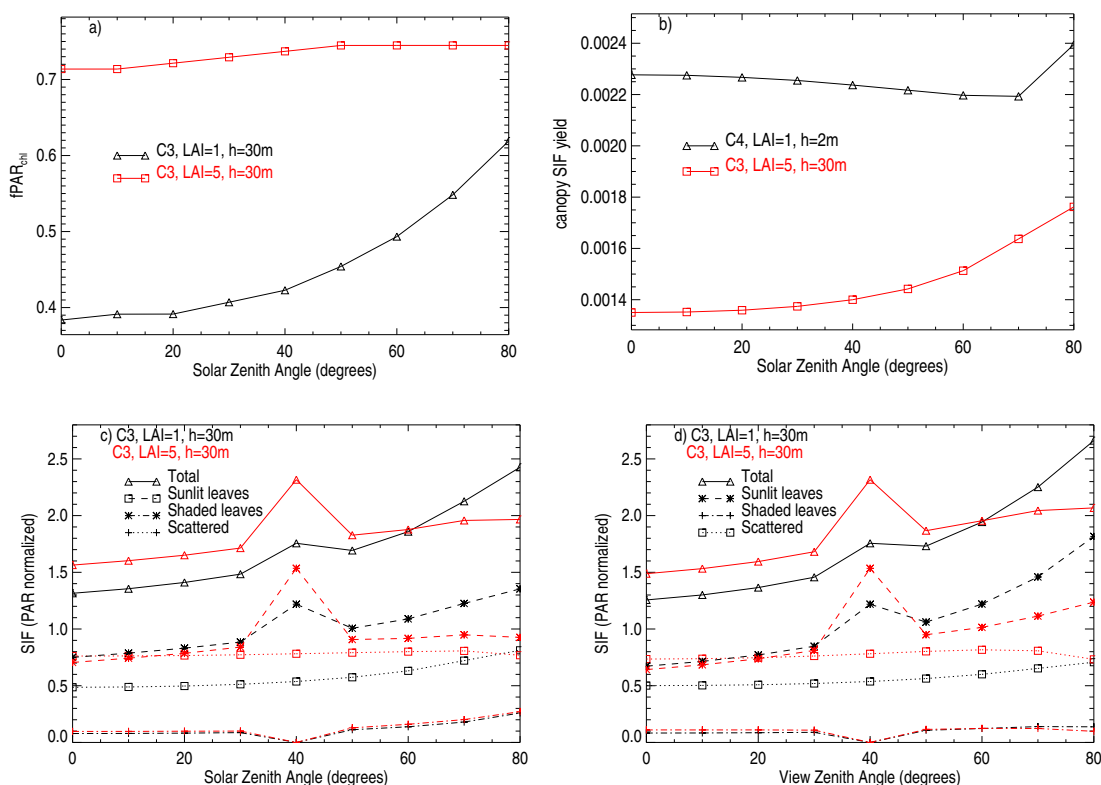 a)
0.7
0.6
0.5
0.4
fPARchl
C3, LAI=1, h=30m
C3, LAI=5, h=30m
0 20 40 60 80
Solar Zenith Angle (degrees)
b)
0.0024
0.0022
0.0020
0.0018
0.0016
0.0014
canopy SIF yield
C4, LAI=1, h=2m
C3, LAI=5, h=30m
0 20 40 60 80
Solar Zenith Angle (degrees)
c) C3, LAI=1, h=30m
C3, LAI=5, h=30m
Total
Sunlit leaves
Shaded leaves
Scattered
2.5
2.0
1.5
1.0
0.5
0.0
SIF (PAR normalized)
0 20 40 60 80
Solar Zenith Angle (degrees)
d) C3, LAI=1, h=30m
C3, LAI=5, h=30m
Total
Sunlit leaves
Shaded leaves
Scattered
2.5
2.0
1.5
1.0
0.5
0.0
SIF (PAR normalized)
0 20 40 60 80
View Zenith Angle (degrees)